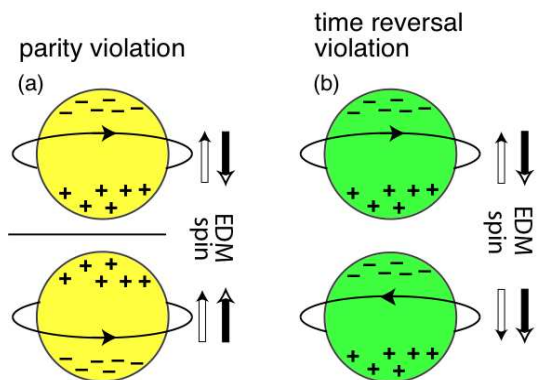 parity violation
time reversal
violation
(a)
(b)
− − − − − −
+ + + + + + +
EDM
spin
− − − − − −
+ + + + + + +
EDM
spin
+ + + + + + +
− − − − − −
− − − − − −
+ + + + + + +